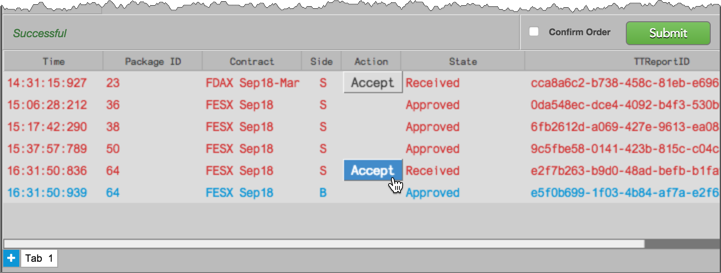 Successful Confirm Order Submit
Time Package ID Contract Side Action State TTReportID
14:31:15:927 23 FDAX Sep18-Mar S Accept Received cca8a6c2-b738-458c-81eb-e696
15:06:28:212 36 FESX Sep18 S Approved 0da548ec-dce4-4092-b4f3-530b
15:17:42:290 38 FESX Sep18 S Approved 6fb2612d-a069-427e-9613-ea08
15:37:57:789 50 FESX Sep18 S Approved 9c5fbe58-0141-423b-815c-c04c
16:31:50:836 64 FESX Sep18 S Accept Received e2f7b263-b9d0-48ad-befb-b1fa
16:31:50:939 64 FESX Sep18 B Approved e5f0b699-1f03-4b84-af7a-e2f6
+ Tab 1